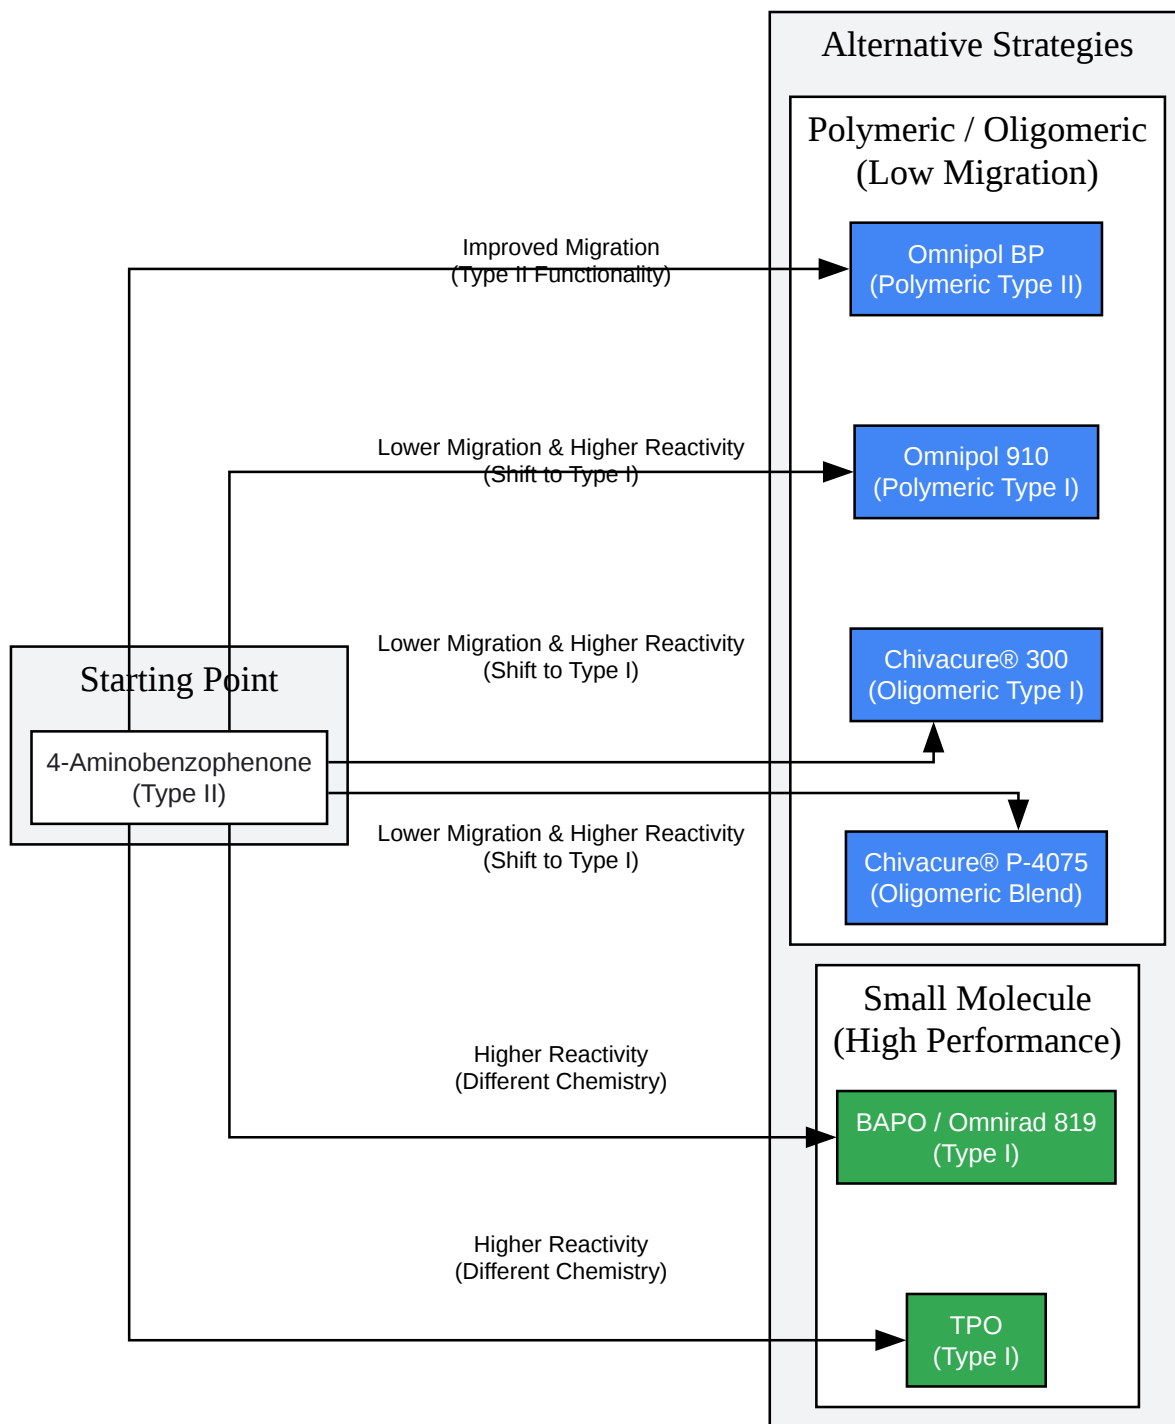 Alternative Strategies
Polymeric / Oligomeric
(Low Migration)
Improved Migration
(Type II Functionality)
Omnipol BP
(Polymeric Type II)
Lower Migration & Higher Reactivity
(Shift to Type I)
Omnipol 910
(Polymeric Type I)
Lower Migration & Higher Reactivity
(Shift to Type I)
Chivacure® 300
(Oligomeric Type I)
Starting Point
4-Aminobenzophenone
(Type II)
Lower Migration & Higher Reactivity
(Shift to Type I)
Chivacure® P-4075
(Oligomeric Blend)
Small Molecule
(High Performance)
Higher Reactivity
(Different Chemistry)
BAPO / Omnirad 819
(Type I)
Higher Reactivity
(Different Chemistry)
TPO
(Type I)